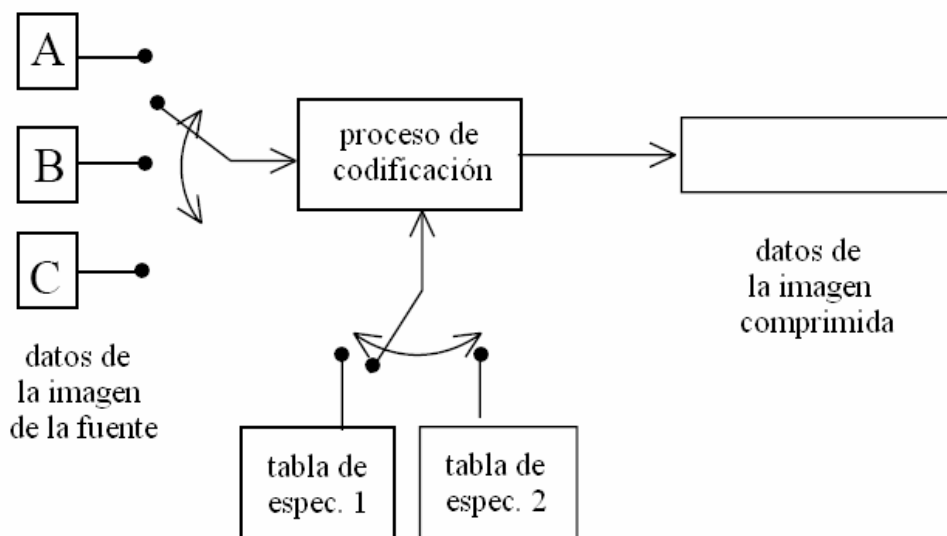 A
B
C
datos de
la imagen
de la fuente
proceso de
codificación
tabla de
espec. 1
tabla de
espec. 2
datos de
la imagen
comprimida